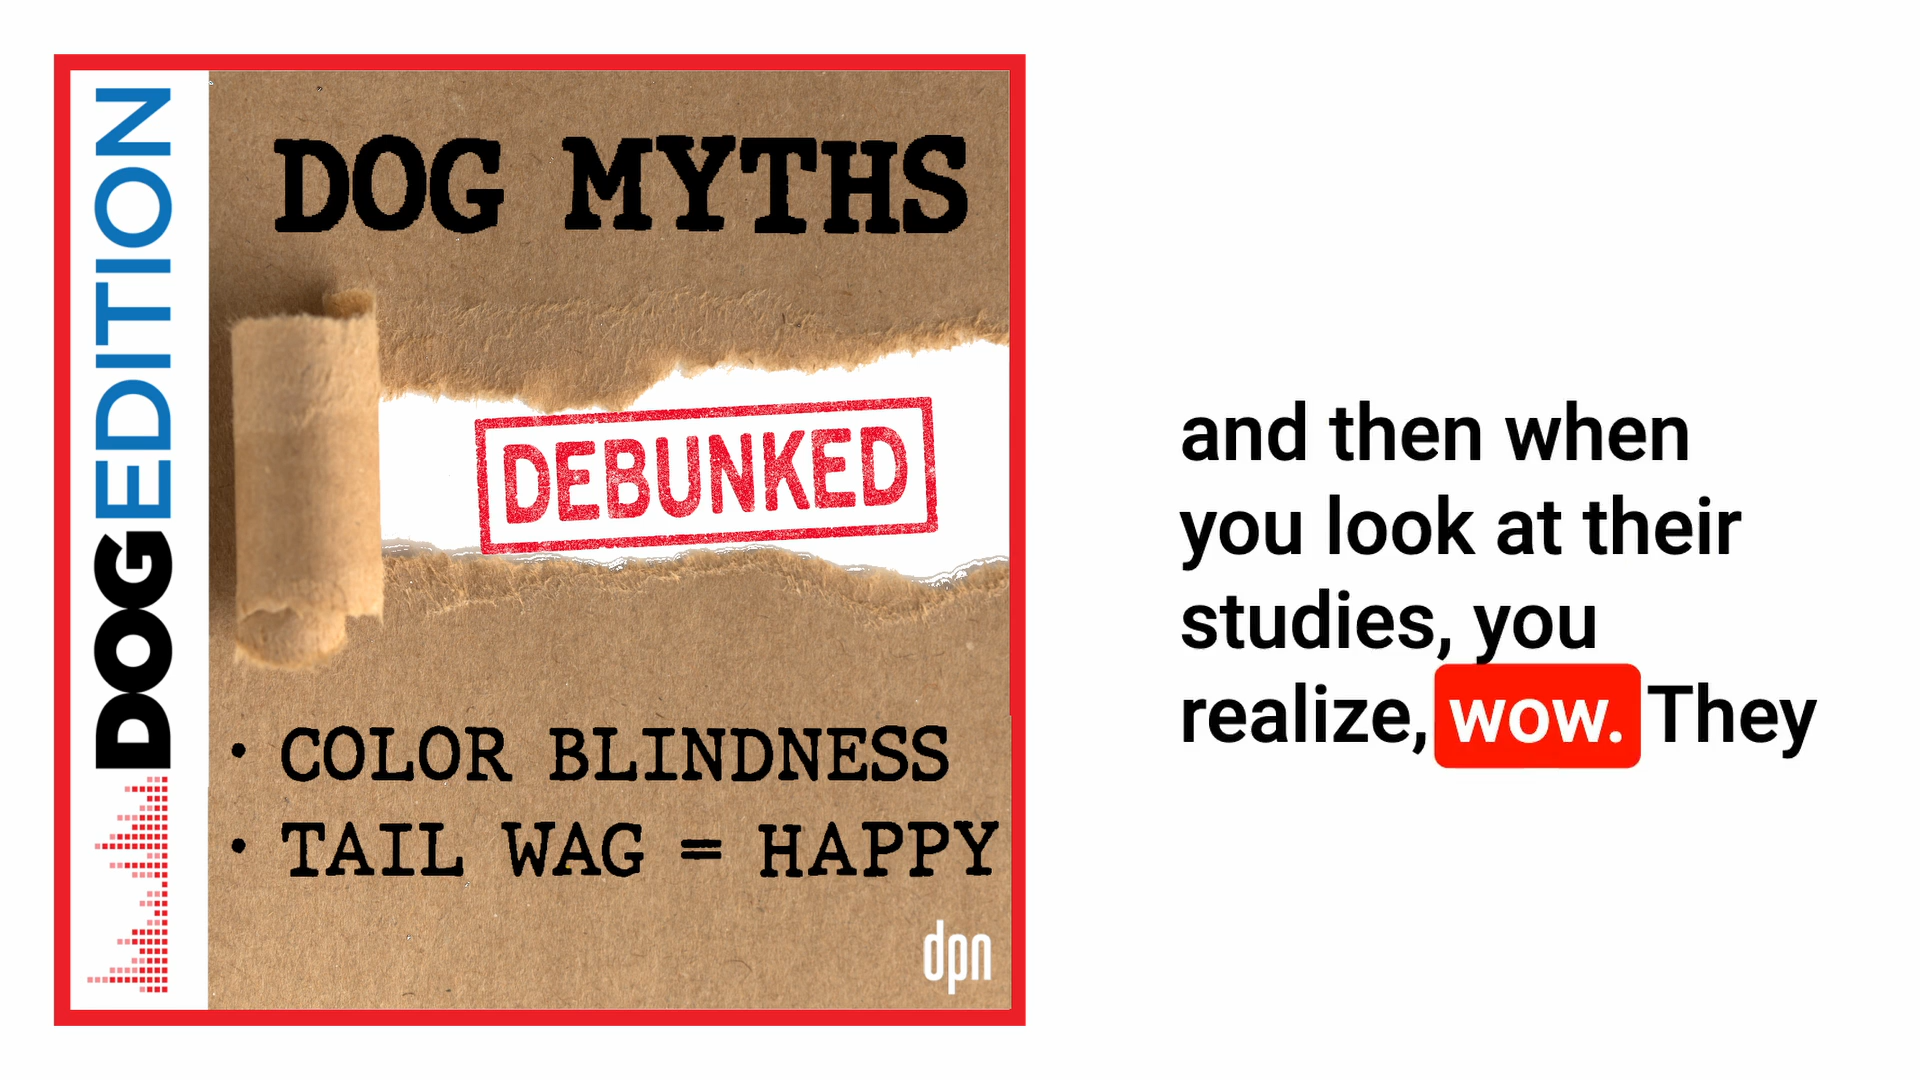 DOGEDITION
DOG MYTHS
DEBUNKED
• COLOR BLINDNESS
• TAIL WAG = HAPPY
dpn
and then when
you look at their
studies, you
realize, wow. They